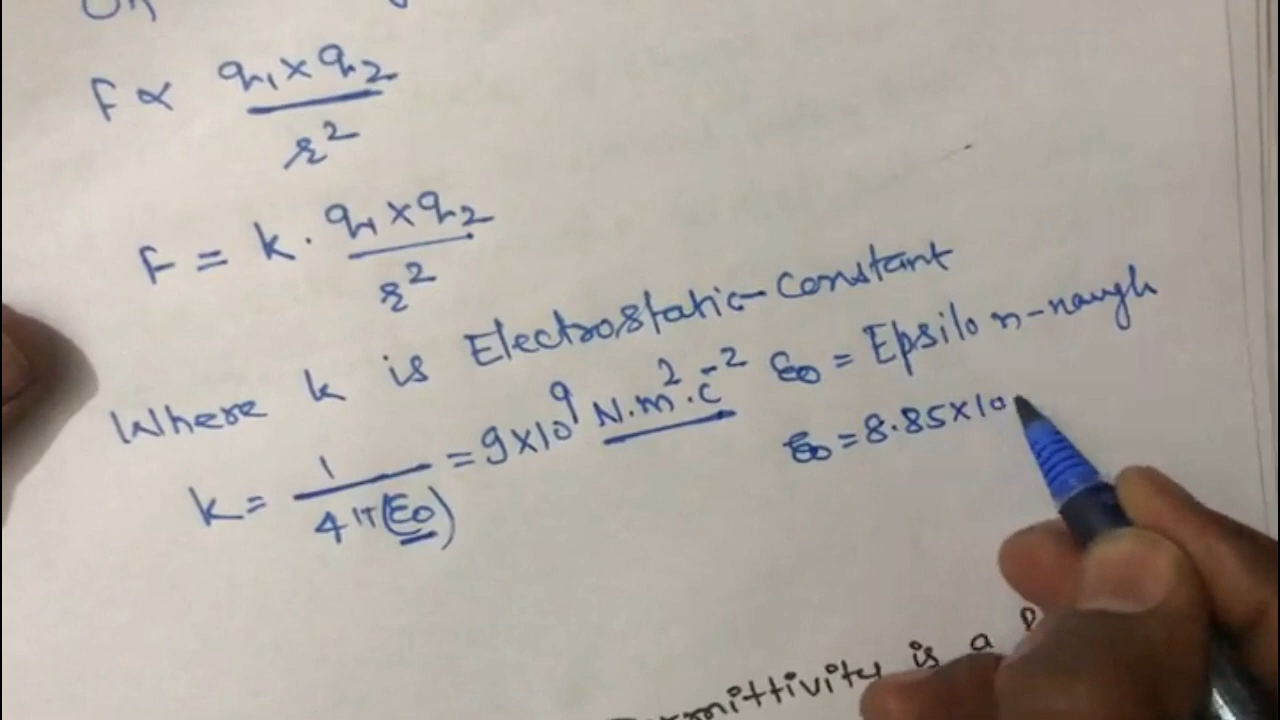 F ∝ q₁×q₂/r²
F = k. q₁×q₂/r²
Where k is Electrostatic-constant
k = 1/4π(ε₀) = 9×10⁹ N.m².C⁻² ε₀ = Epsilon-naugh
ε₀ = 8.85×10
is a